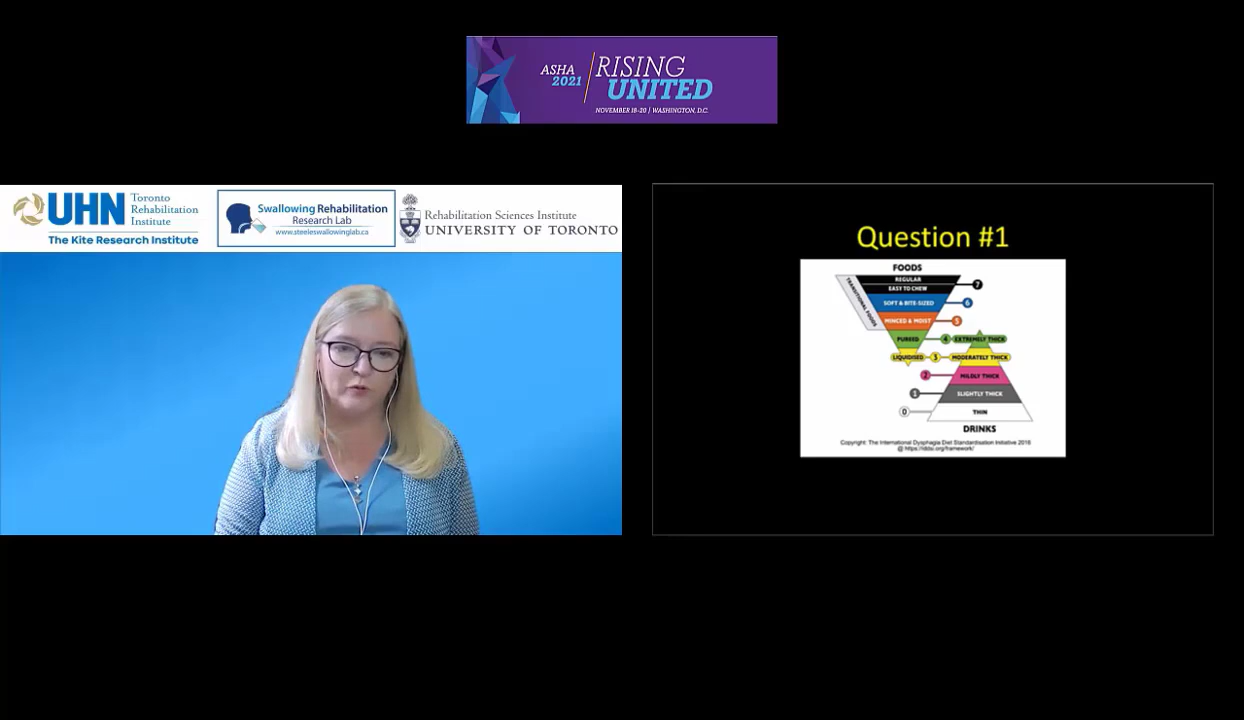 ASHA
2021
RISING
UNITED
NOVEMBER 18-20 | WASHINGTON, D.C.
UHN
Toronto
Rehabilitation
Institute
The Kite Research Institute
Swallowing Rehabilitation
Research Lab
www.steeleswallowinglab.ca
Rehabilitation Sciences Institute
UNIVERSITY OF TORONTO
Question #1
FOODS
TRANSITIONAL FOODS
REGULAR
EASY TO CHEW
7
SOFT & BITE-SIZED 6
MINCED & MOIST 5
PUREED 4 EXTREMELY THICK
LIQUIDISED 3 MODERATELY THICK
2 MILDLY THICK
1 SLIGHTLY THICK
0 THIN
DRINKS
Copyright: The International Dysphagia Diet Standardisation Initiative 2016
@ https://iddsi.org/framework/